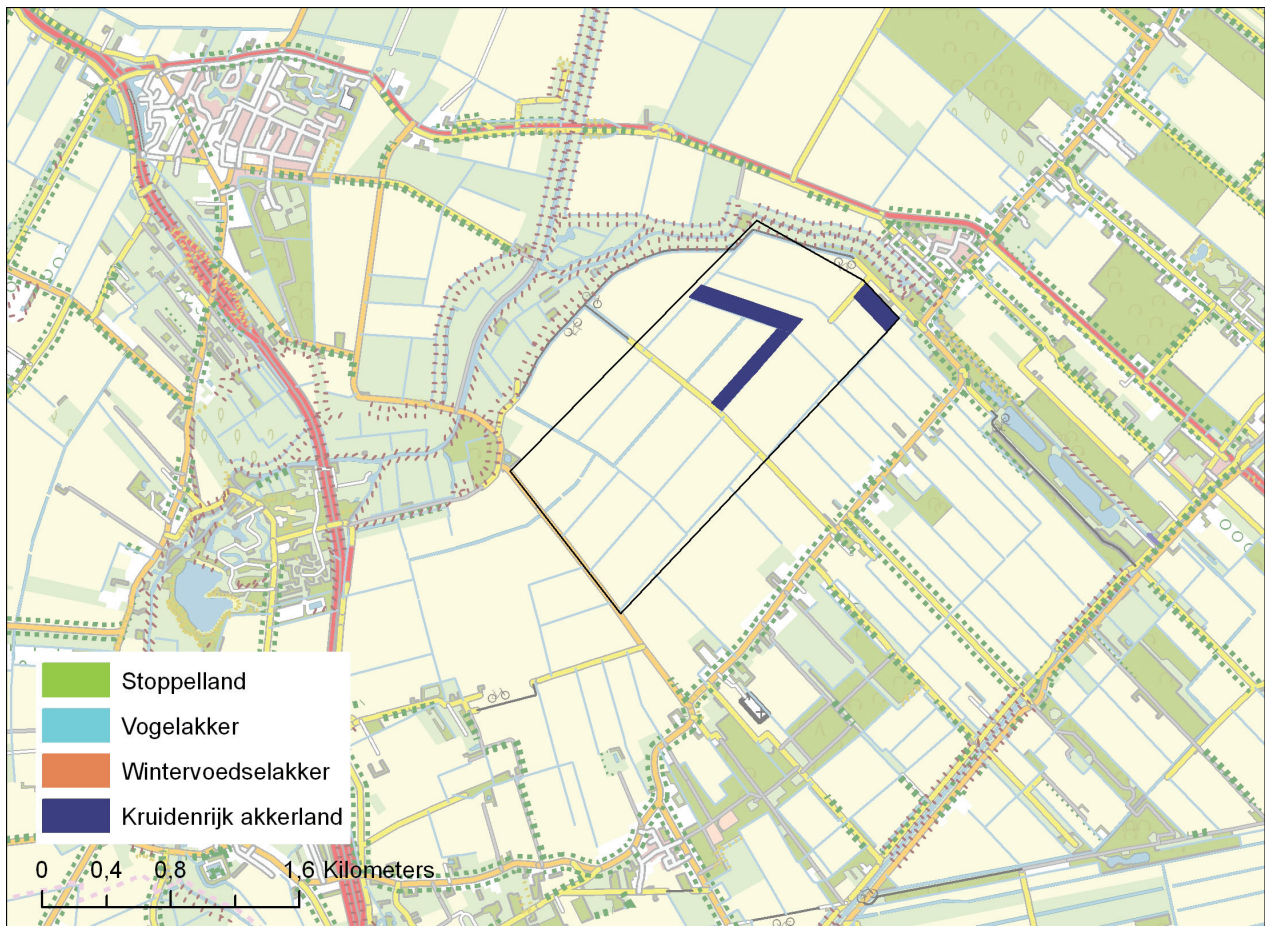 Stoppelland
Vogelakker
Wintervoedselakker
Kruidenrijk akkerland
0 0,4 0,8 1,6 Kilometers